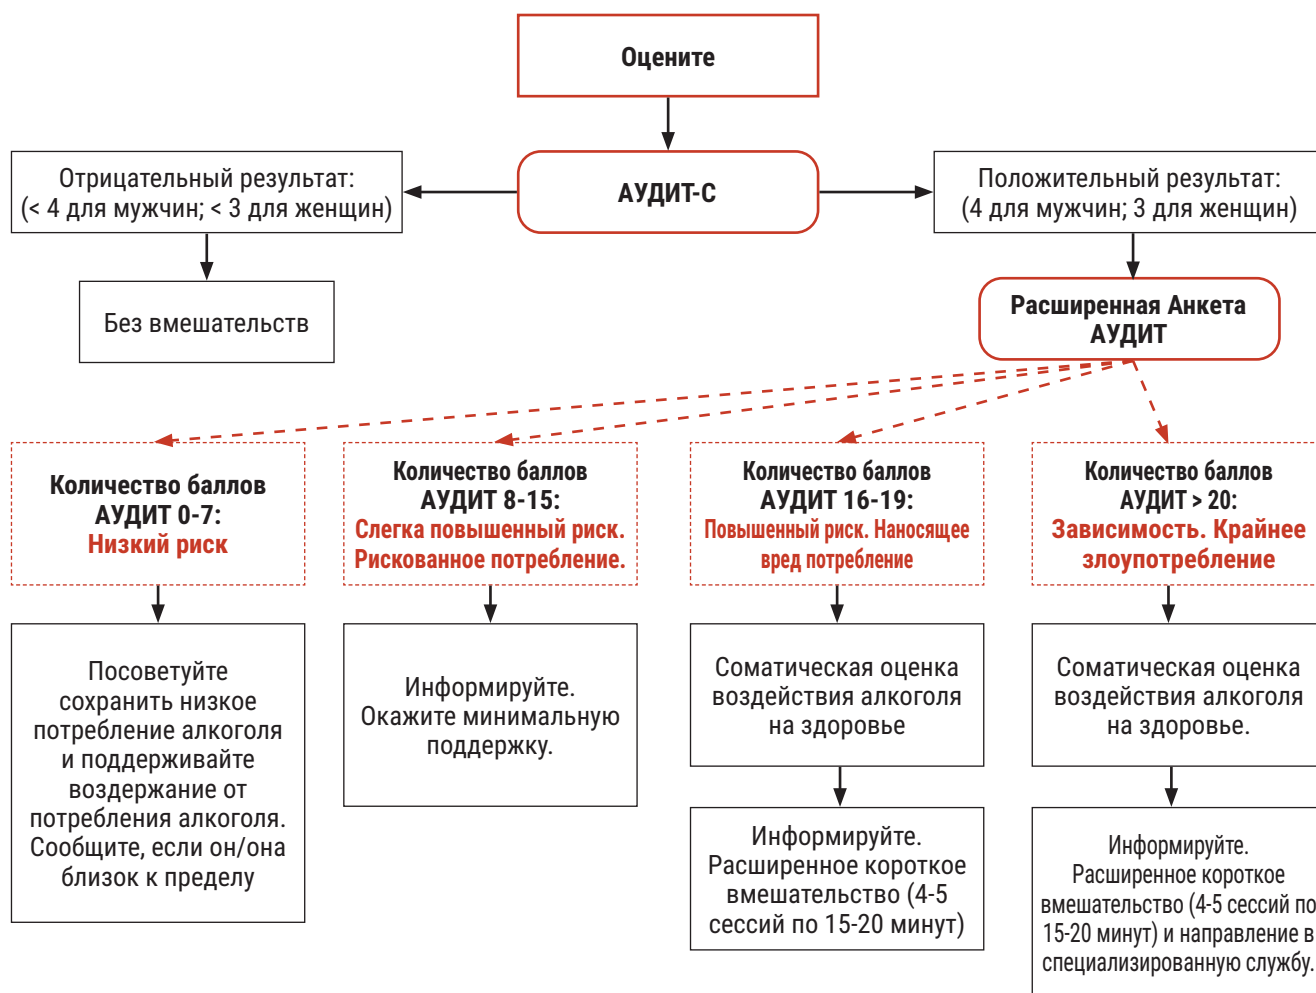 Оцените
Отрицательный результат:
(< 4 для мужчин; < 3 для женщин)
АУДИТ-С
Положительный результат:
(4 для мужчин; 3 для женщин)
Без вмешательств
Расширенная Анкета
АУДИТ
Количество баллов
АУДИТ 0-7:
Низкий риск
Количество баллов
АУДИТ 8-15:
Слегка повышенный риск.
Рискованное потребление.
Количество баллов
АУДИТ 16-19:
Повышенный риск. Наносящее
вред потребление
Количество баллов
АУДИТ > 20:
Зависимость. Крайнее
злоупотребление
Посоветуйте
сохранить низкое
потребление алкоголя
и поддерживайте
воздержание от
потребления алкоголя.
Сообщите, если он/она
близок к пределу
Информируйте.
Окажите минимальную
поддержку.
Соматическая оценка
воздействия алкоголя
на здоровье
Соматическая оценка
воздействия алкоголя
на здоровье.
Информируйте.
Расширенное короткое
вмешательство (4-5
сессий по 15-20 минут)
Информируйте.
Расширенное короткое
вмешательство (4-5 сессий по
15-20 минут) и направление в
специализированную службу.